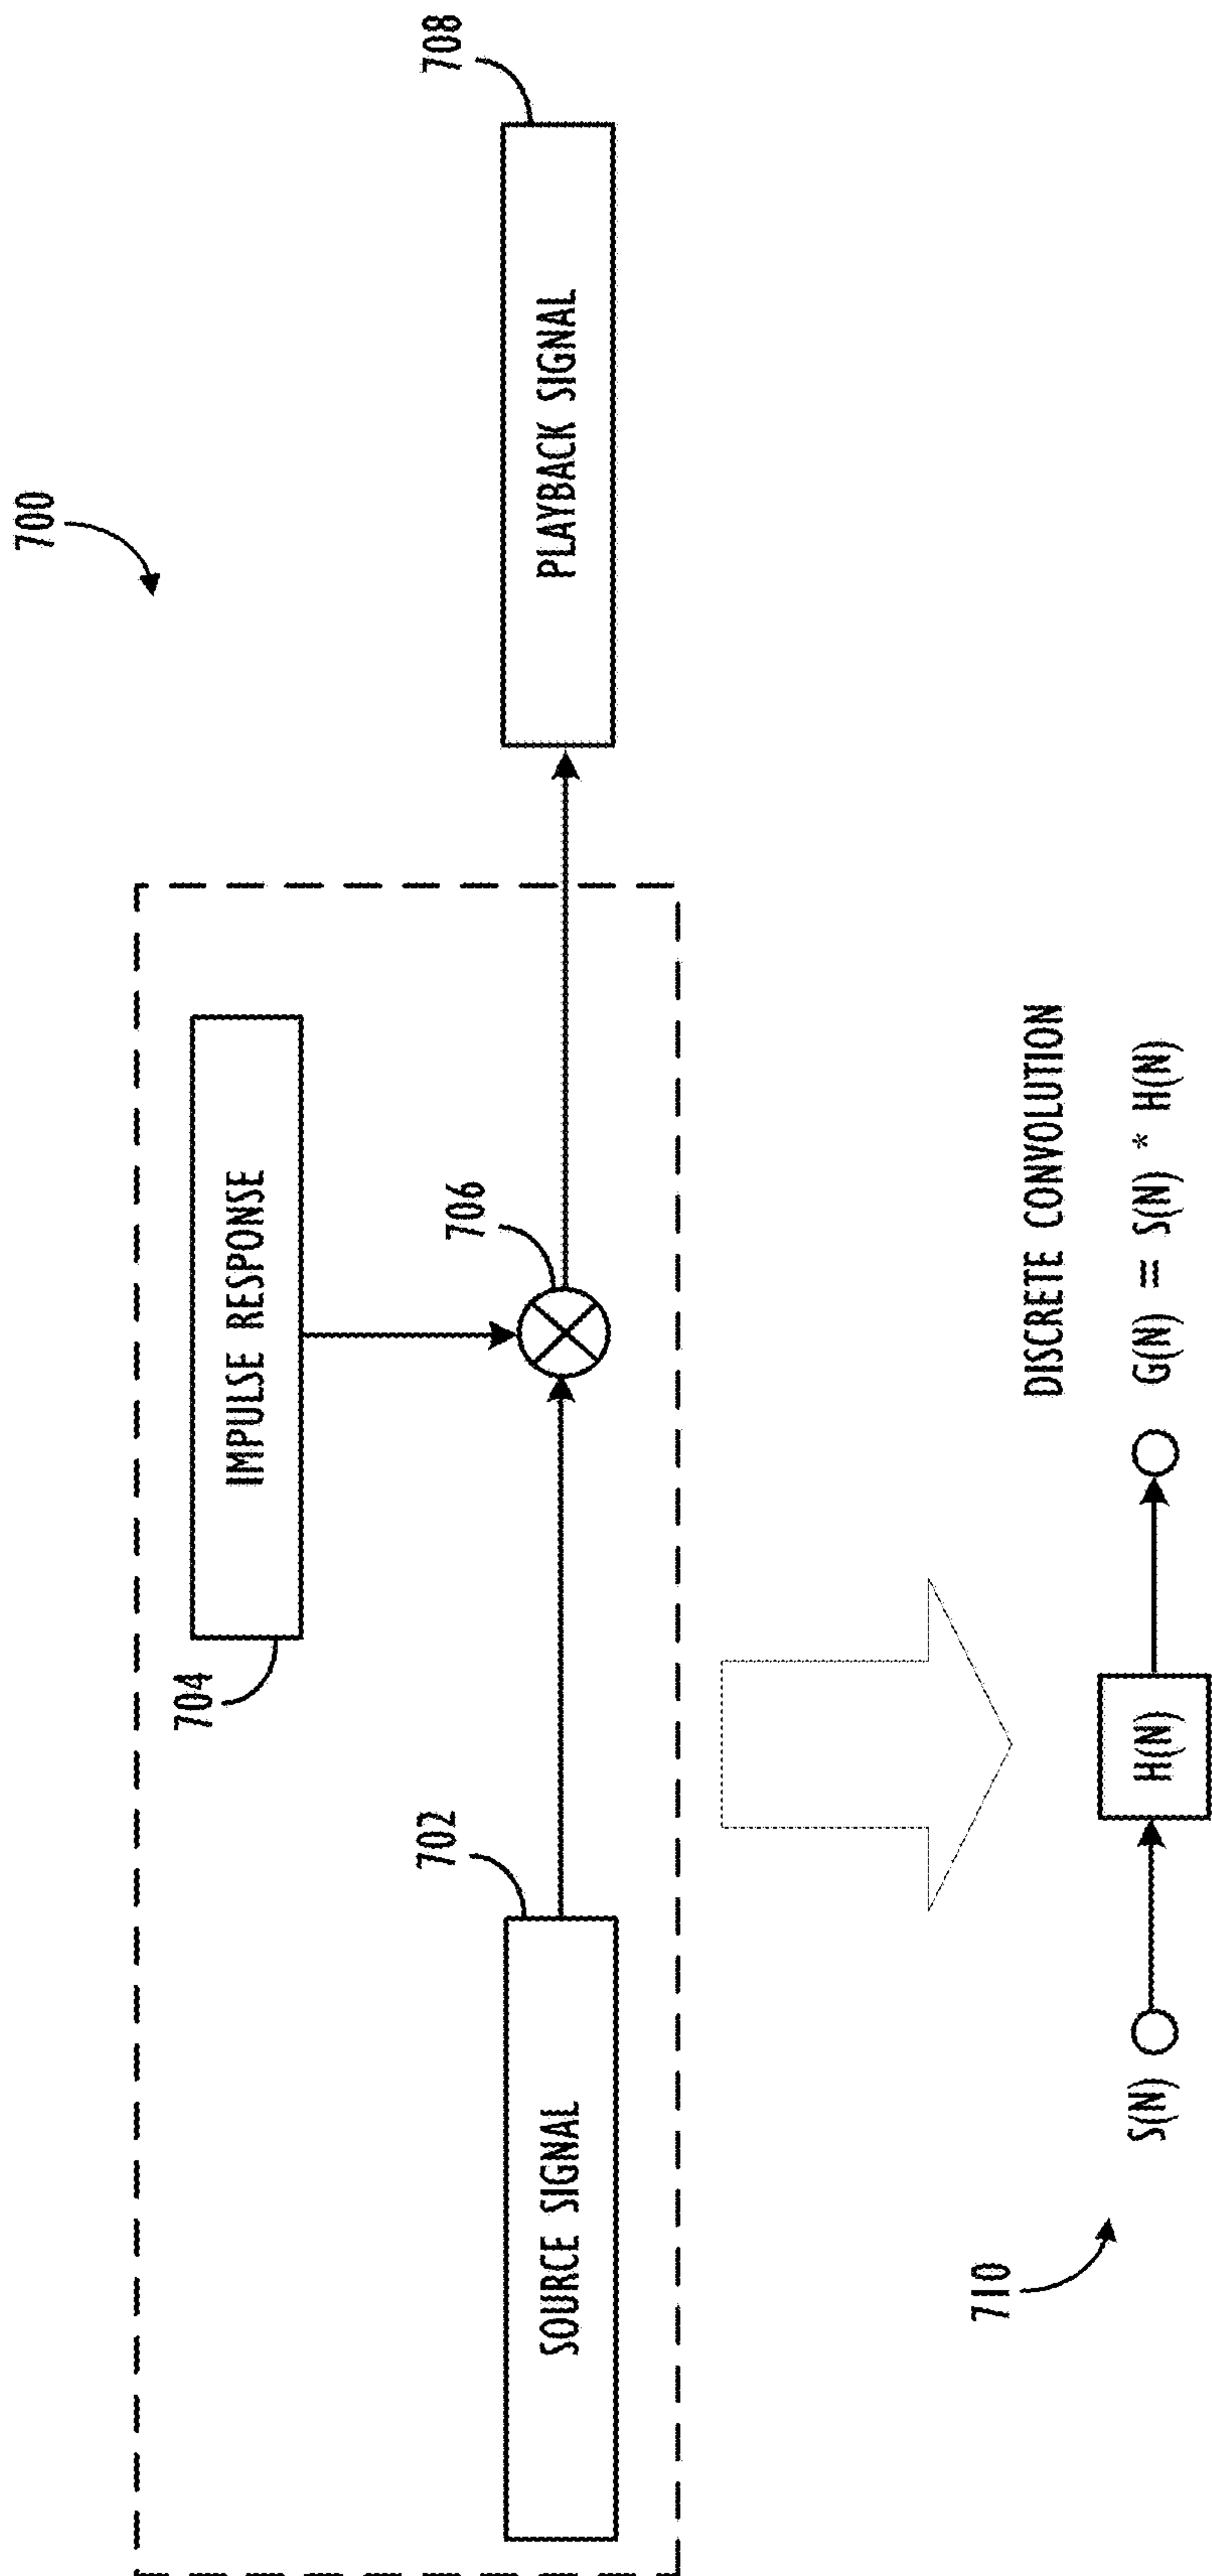 700
704
IMPULSE RESPONSE
702
706
708
SOURCE SIGNAL
PLAYBACK SIGNAL
710
DISCRETE CONVOLUTION
S(N)
H(N)
G(N) = S(N) * H(N)